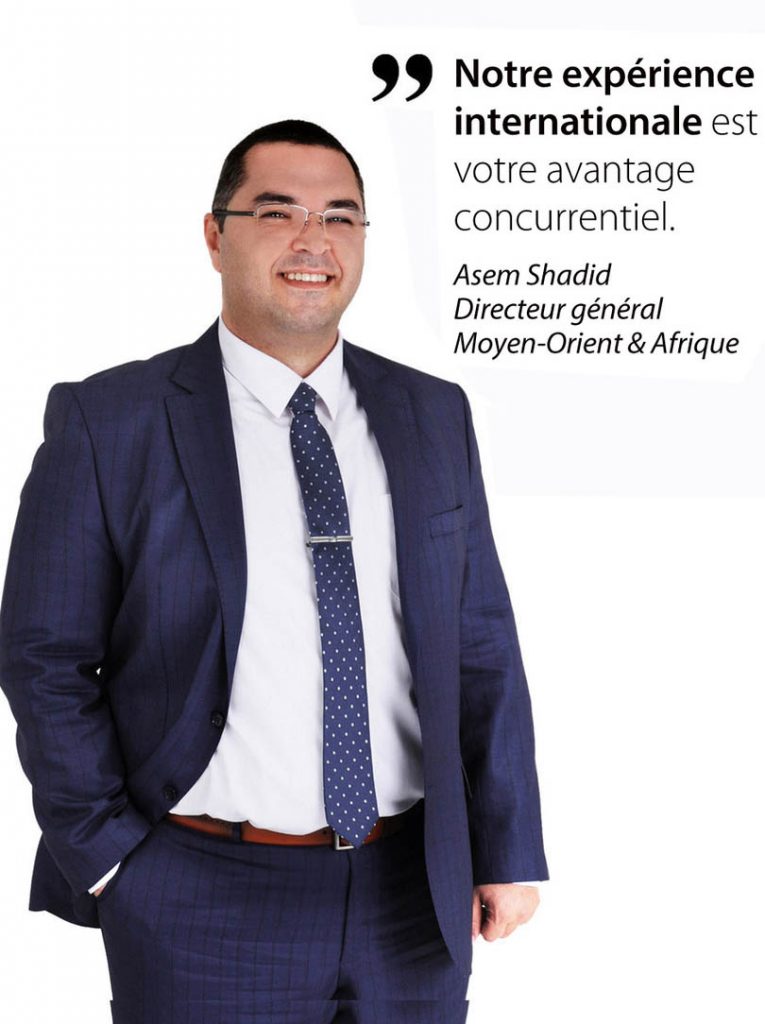 ” Notre expérience
internationale est
votre avantage
concurrentiel.
Asem Shadid
Directeur général
Moyen-Orient & Afrique